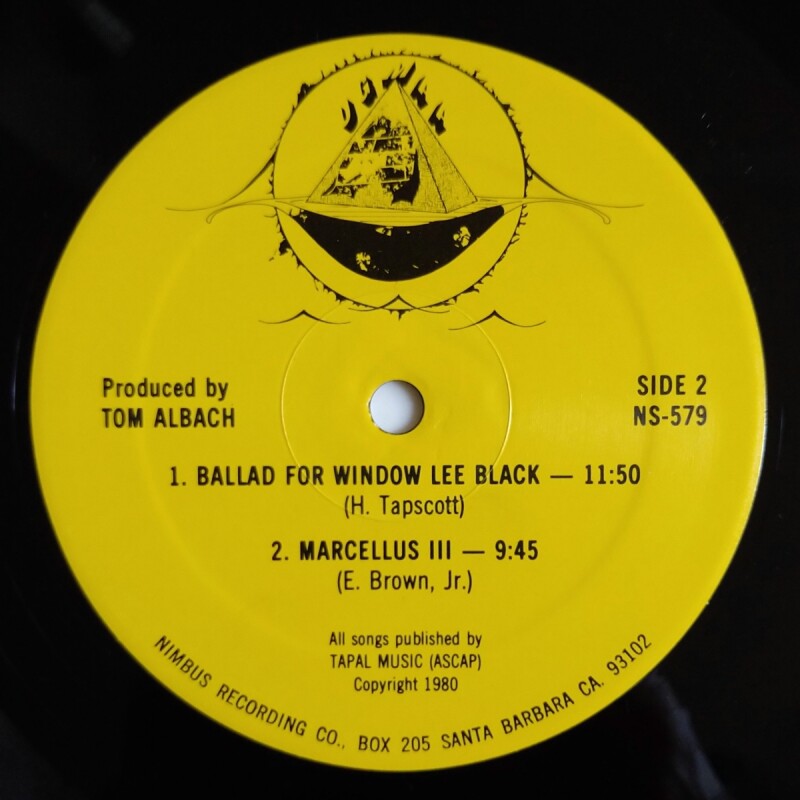 Produced by
TOM ALBACH
SIDE 2
NS-579
1. BALLAD FOR WINDOW LEE BLACK — 11:50
(H. Tapscott)
2. MARCELLUS III — 9:45
(E. Brown, Jr.)
All songs published by
TAPAL MUSIC (ASCAP)
Copyright 1980
NIMBUS RECORDING CO., BOX 205 SANTA BARBARA CA. 93102